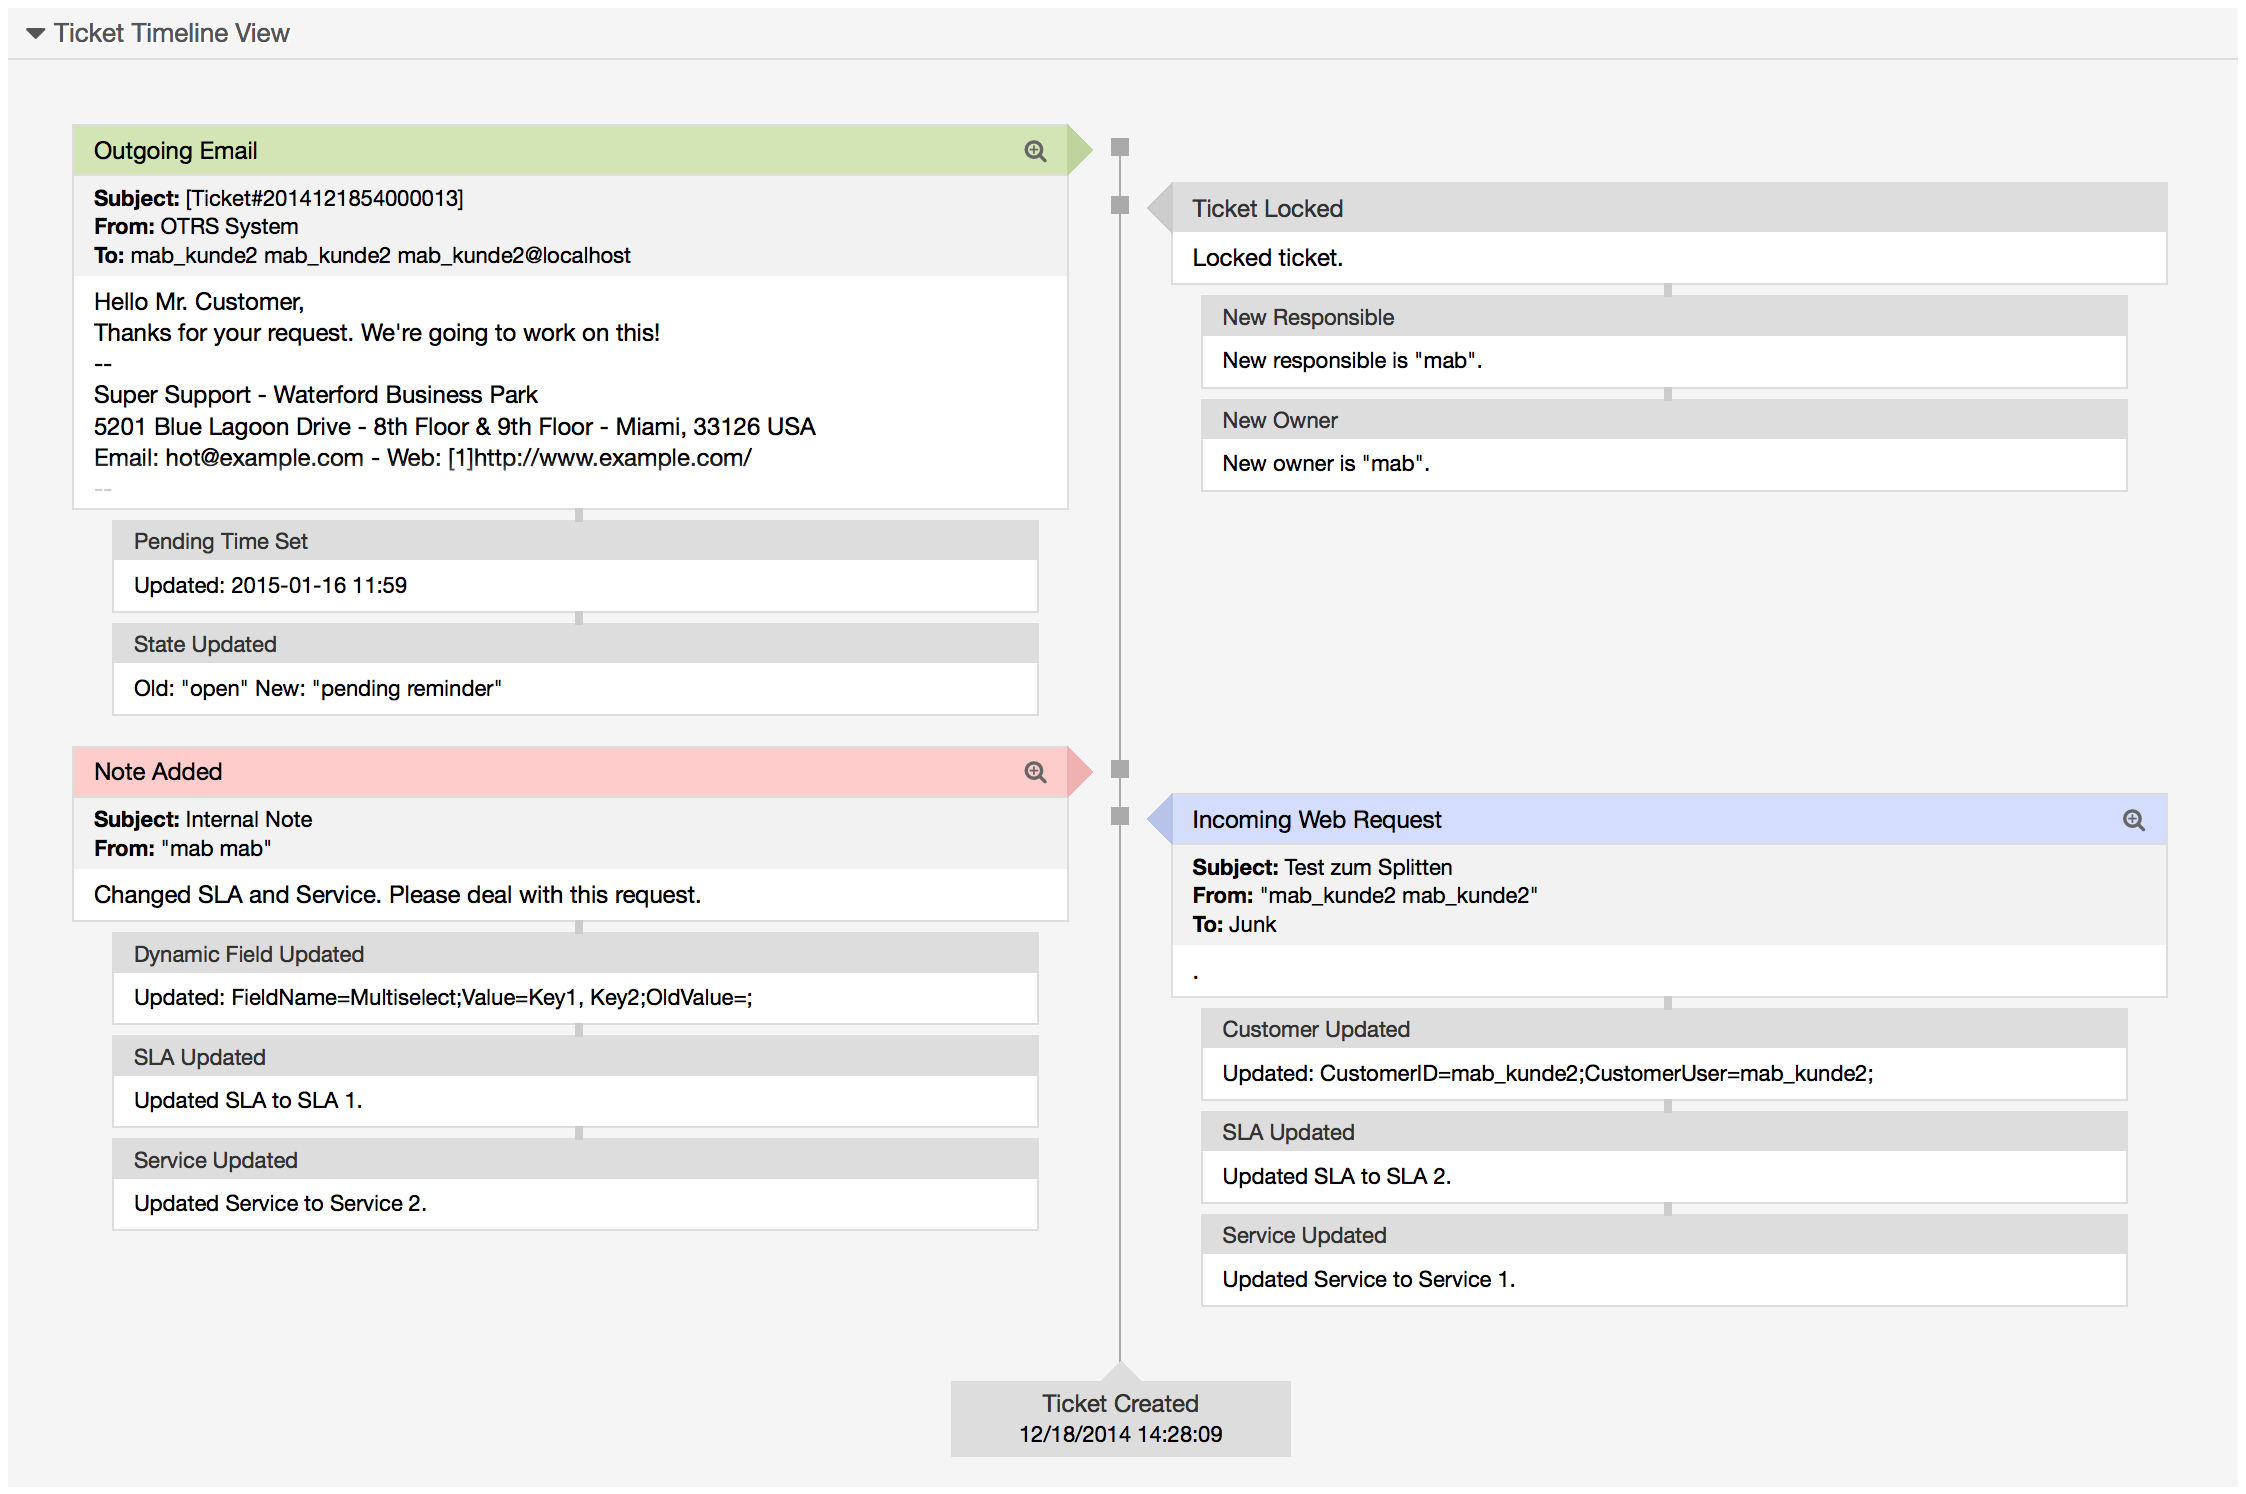 Ticket Timeline View
Outgoing Email
Subject: [Ticket#2014121854000013]
From: OTRS System
To: mab_kunde2 mab_kunde2 mab_kunde2@localhost
Hello Mr. Customer,
Thanks for your request. We're going to work on this!
--
Super Support - Waterford Business Park
5201 Blue Lagoon Drive - 8th Floor & 9th Floor - Miami, 33126 USA
Email: hot@example.com - Web: [1]http://www.example.com/
--
Pending Time Set
Updated: 2015-01-16 11:59
State Updated
Old: "open" New: "pending reminder"
Ticket Locked
Locked ticket.
New Responsible
New responsible is "mab".
New Owner
New owner is "mab".
Note Added
Subject: Internal Note
From: "mab mab"
Changed SLA and Service. Please deal with this request.
Dynamic Field Updated
Updated: FieldName=Multiselect;Value=Key1, Key2;OldValue=;
SLA Updated
Updated SLA to SLA 1.
Service Updated
Updated Service to Service 2.
Incoming Web Request
Subject: Test zum Splitten
From: "mab_kunde2 mab_kunde2"
To: Junk
.
Customer Updated
Updated: CustomerID=mab_kunde2;CustomerUser=mab_kunde2;
SLA Updated
Updated SLA to SLA 2.
Service Updated
Updated Service to Service 1.
Ticket Created
12/18/2014 14:28:09